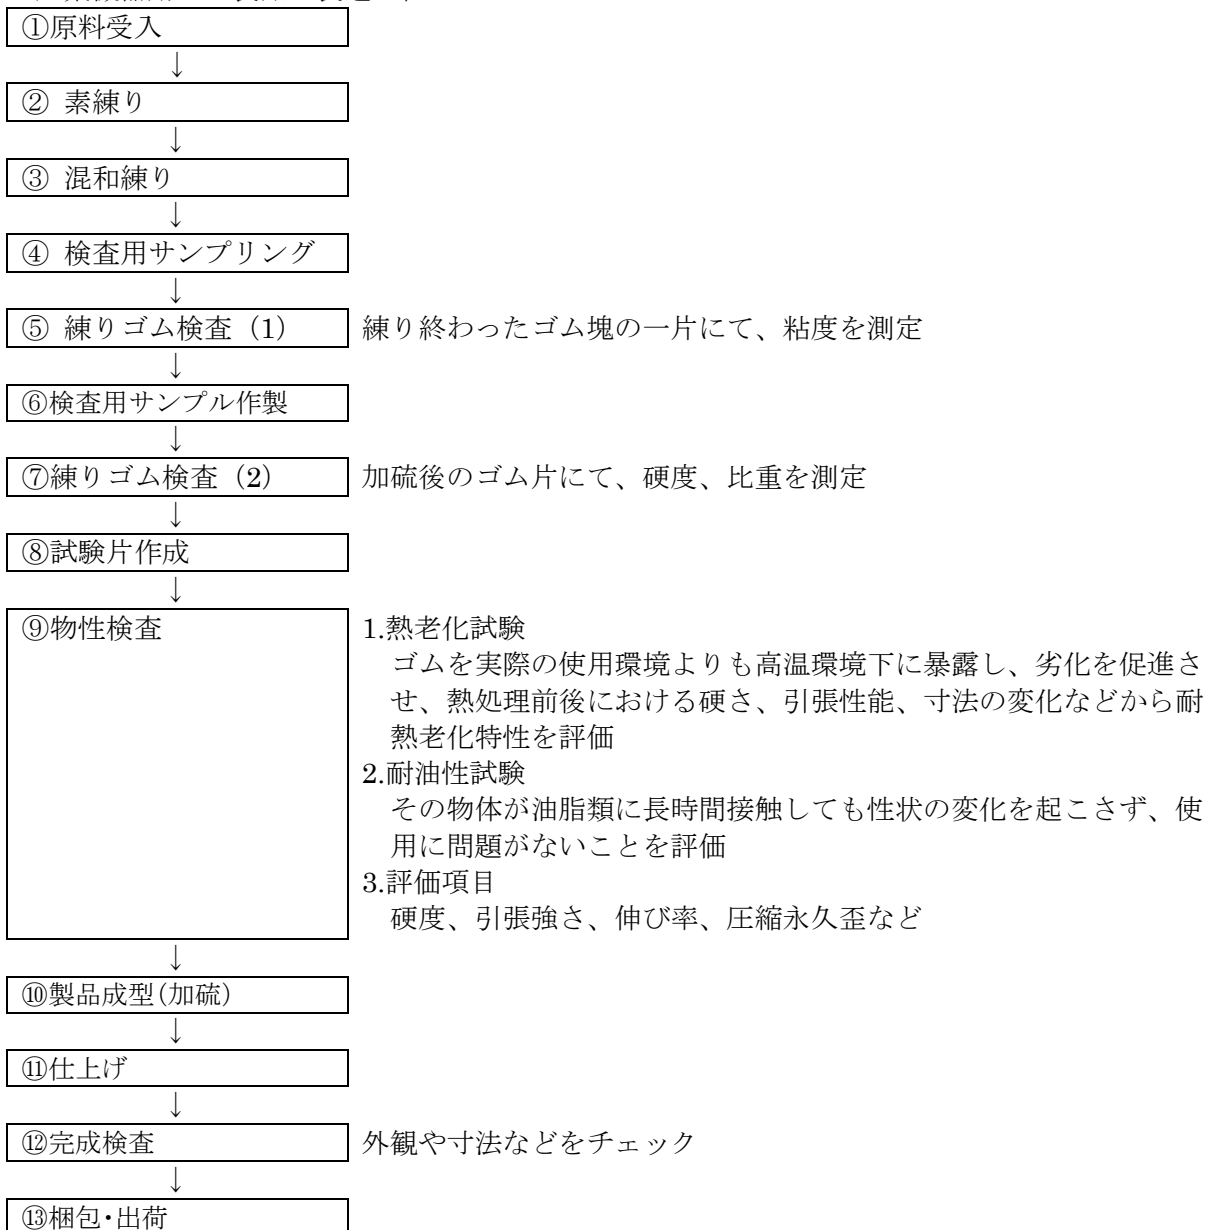 ①原料受入
↓
② 素練り
↓
③ 混和練り
↓
④ 検査用サンプリング
↓
⑤ 練りゴム検査（1） 練り終わったゴム塊の一片にて、粘度を測定
↓
⑥検査用サンプル作製
↓
⑦練りゴム検査（2） 加硫後のゴム片にて、硬度、比重を測定
↓
⑧試験片作成
↓
⑨物性検査 1.熱老化試験
ゴムを実際の使用環境よりも高温環境下に暴露し、劣化を促進さ
せ、熱処理前後における硬さ、引張性能、寸法の変化などから耐
熱老化特性を評価
2.耐油性試験
その物体が油脂類に長時間接触しても性状の変化を起こさず、使
用に問題がないことを評価
3.評価項目
硬度、引張強さ、伸び率、圧縮永久歪など
↓
⑩製品成型（加硫）
↓
⑪仕上げ
↓
⑫完成検査 外観や寸法などをチェック
↓
⑬梱包・出荷